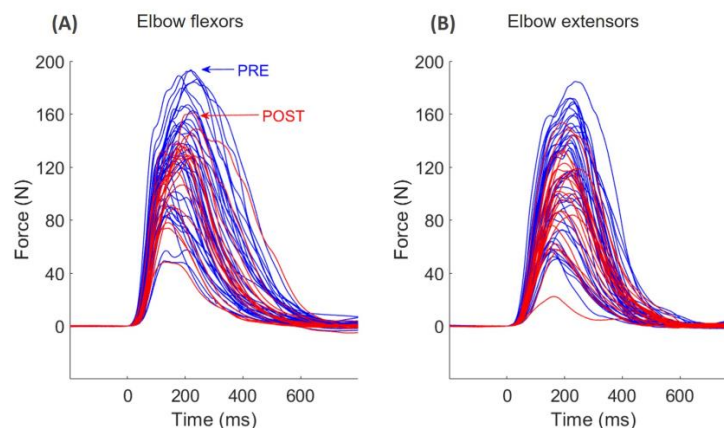 (A) Elbow flexors
(B) Elbow extensors
200
160
120
80
40
0
Force (N)
PRE
POST
0 200 400 600
Time (ms)
200
160
120
80
40
0
Force (N)
0 200 400 600
Time (ms)